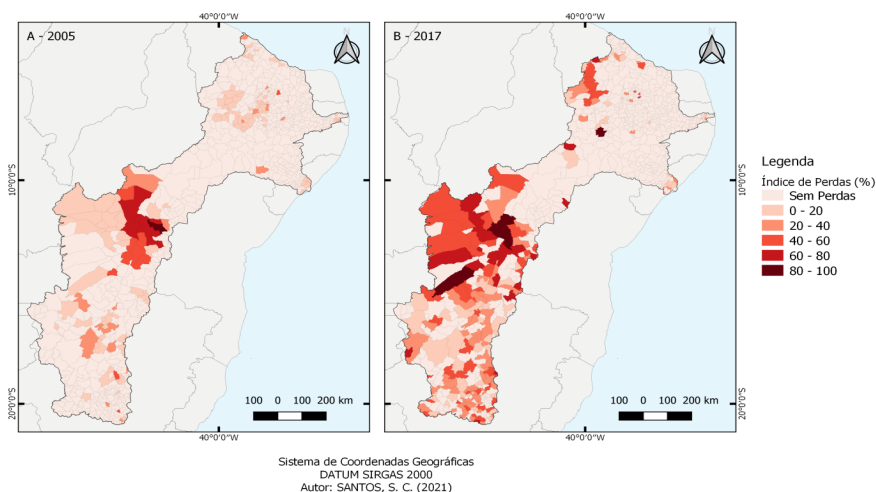 40°0'0"W
40°0'0"W
A - 2005
B - 2017
10°0'0"S
10°0'0"S
Legenda
Índice de Perdas (%)
Sem Perdas
0 - 20
20 - 40
40 - 60
60 - 80
80 - 100
100 0 100 200 km
100 0 100 200 km
20°0'0"S
20°0'0"S
40°0'0"W
40°0'0"W
Sistema de Coordenadas Geográficas
DATUM SIRGAS 2000
Autor: SANTOS, S. C. (2021)